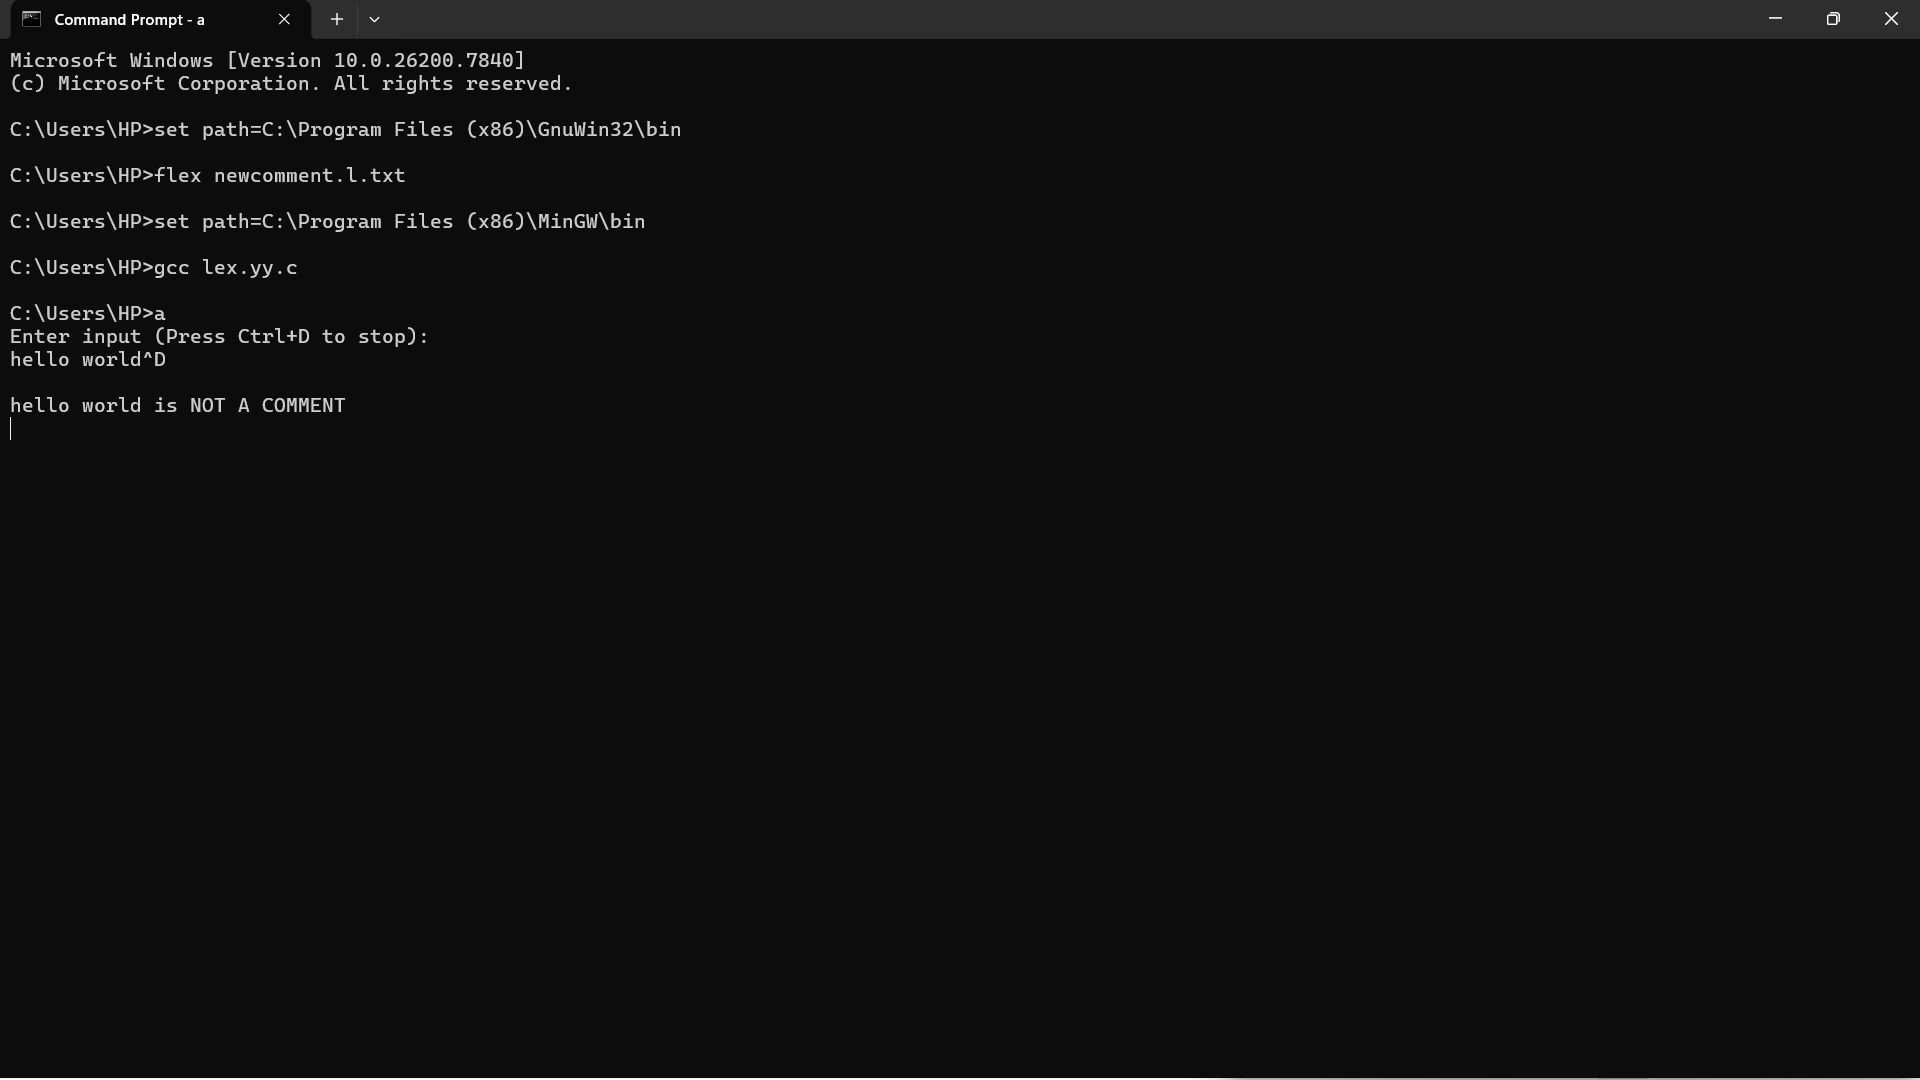 Command Prompt - a
Microsoft Windows [Version 10.0.26200.7840]
(c) Microsoft Corporation. All rights reserved.
C:\Users\HP>set path=C:\Program Files (x86)\GnuWin32\bin
C:\Users\HP>flex newcomment.l.txt
C:\Users\HP>set path=C:\Program Files (x86)\MinGW\bin
C:\Users\HP>gcc lex.yy.c
C:\Users\HP>a
Enter input (Press Ctrl+D to stop):
hello world^D
hello world is NOT A COMMENT